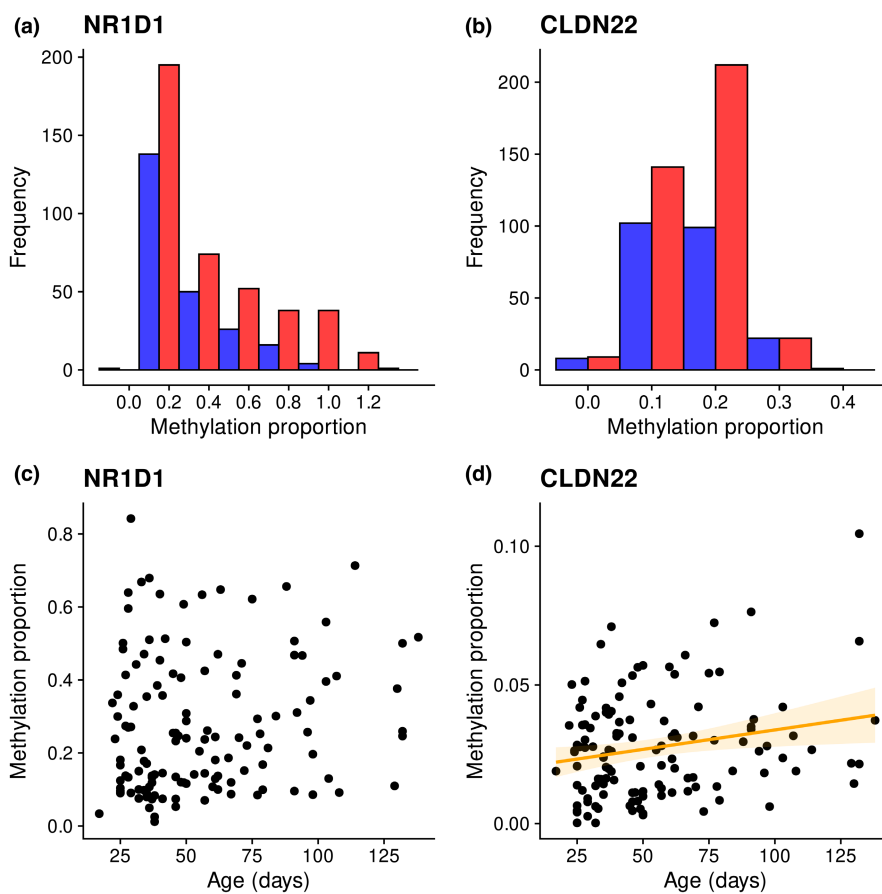 (a) NR1D1
Frequency
200
150
100
50
0
0.0 0.2 0.4 0.6 0.8 1.0 1.2
Methylation proportion
(b) CLDN22
Frequency
200
150
100
50
0
0.0 0.1 0.2 0.3 0.4
Methylation proportion
(c) NR1D1
Methylation proportion
0.8
0.6
0.4
0.2
0.0
25 50 75 100 125
Age (days)
(d) CLDN22
Methylation proportion
0.10
0.05
0.00
25 50 75 100 125
Age (days)